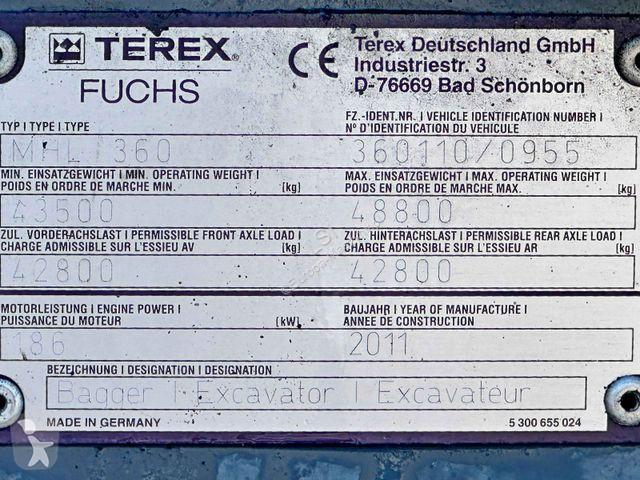 TEREX®
FUCHS
CE
Terex Deutschland GmbH
Industriestr. 3
D-76669 Bad Schönborn
TYP I TYPE I TYPE
MHL 360
FZ.-IDENT.NR. I VEHICLE IDENTIFICATION NUMBER I
N° D'IDENTIFICATION DU VÉHICULE
360110/0955
MIN. EINSATZGEWICHT I MIN. OPERATING WEIGHT I
POIDS EN ORDRE DE MARCHE MIN. [kg]
43500
MAX. EINSATZGEWICHT I MAX. OPERATING WEIGHT I
POIDS EN ORDRE DE MARCHE MAX. [kg]
48800
ZUL. VORDERACHSLAST I PERMISSIBLE FRONT AXLE LOAD I
CHARGE ADMISSIBLE SUR L'ESSIEU AV [kg]
42800
ZUL. HINTERACHSLAST I PERMISSIBLE REAR AXLE LOAD I
CHARGE ADMISSIBLE SUR L'ESSIEU AR [kg]
42800
MOTORLEISTUNG I ENGINE POWER I
PUISSANCE DU MOTEUR [kW]
186
BAUJAHR I YEAR OF MANUFACTURE I
ANNÉE DE CONSTRUCTION
2011
BEZEICHNUNG I DESIGNATION I DESIGNATION
Bagger I Excavator I Excavateur
MADE IN GERMANY
5 300 655 024